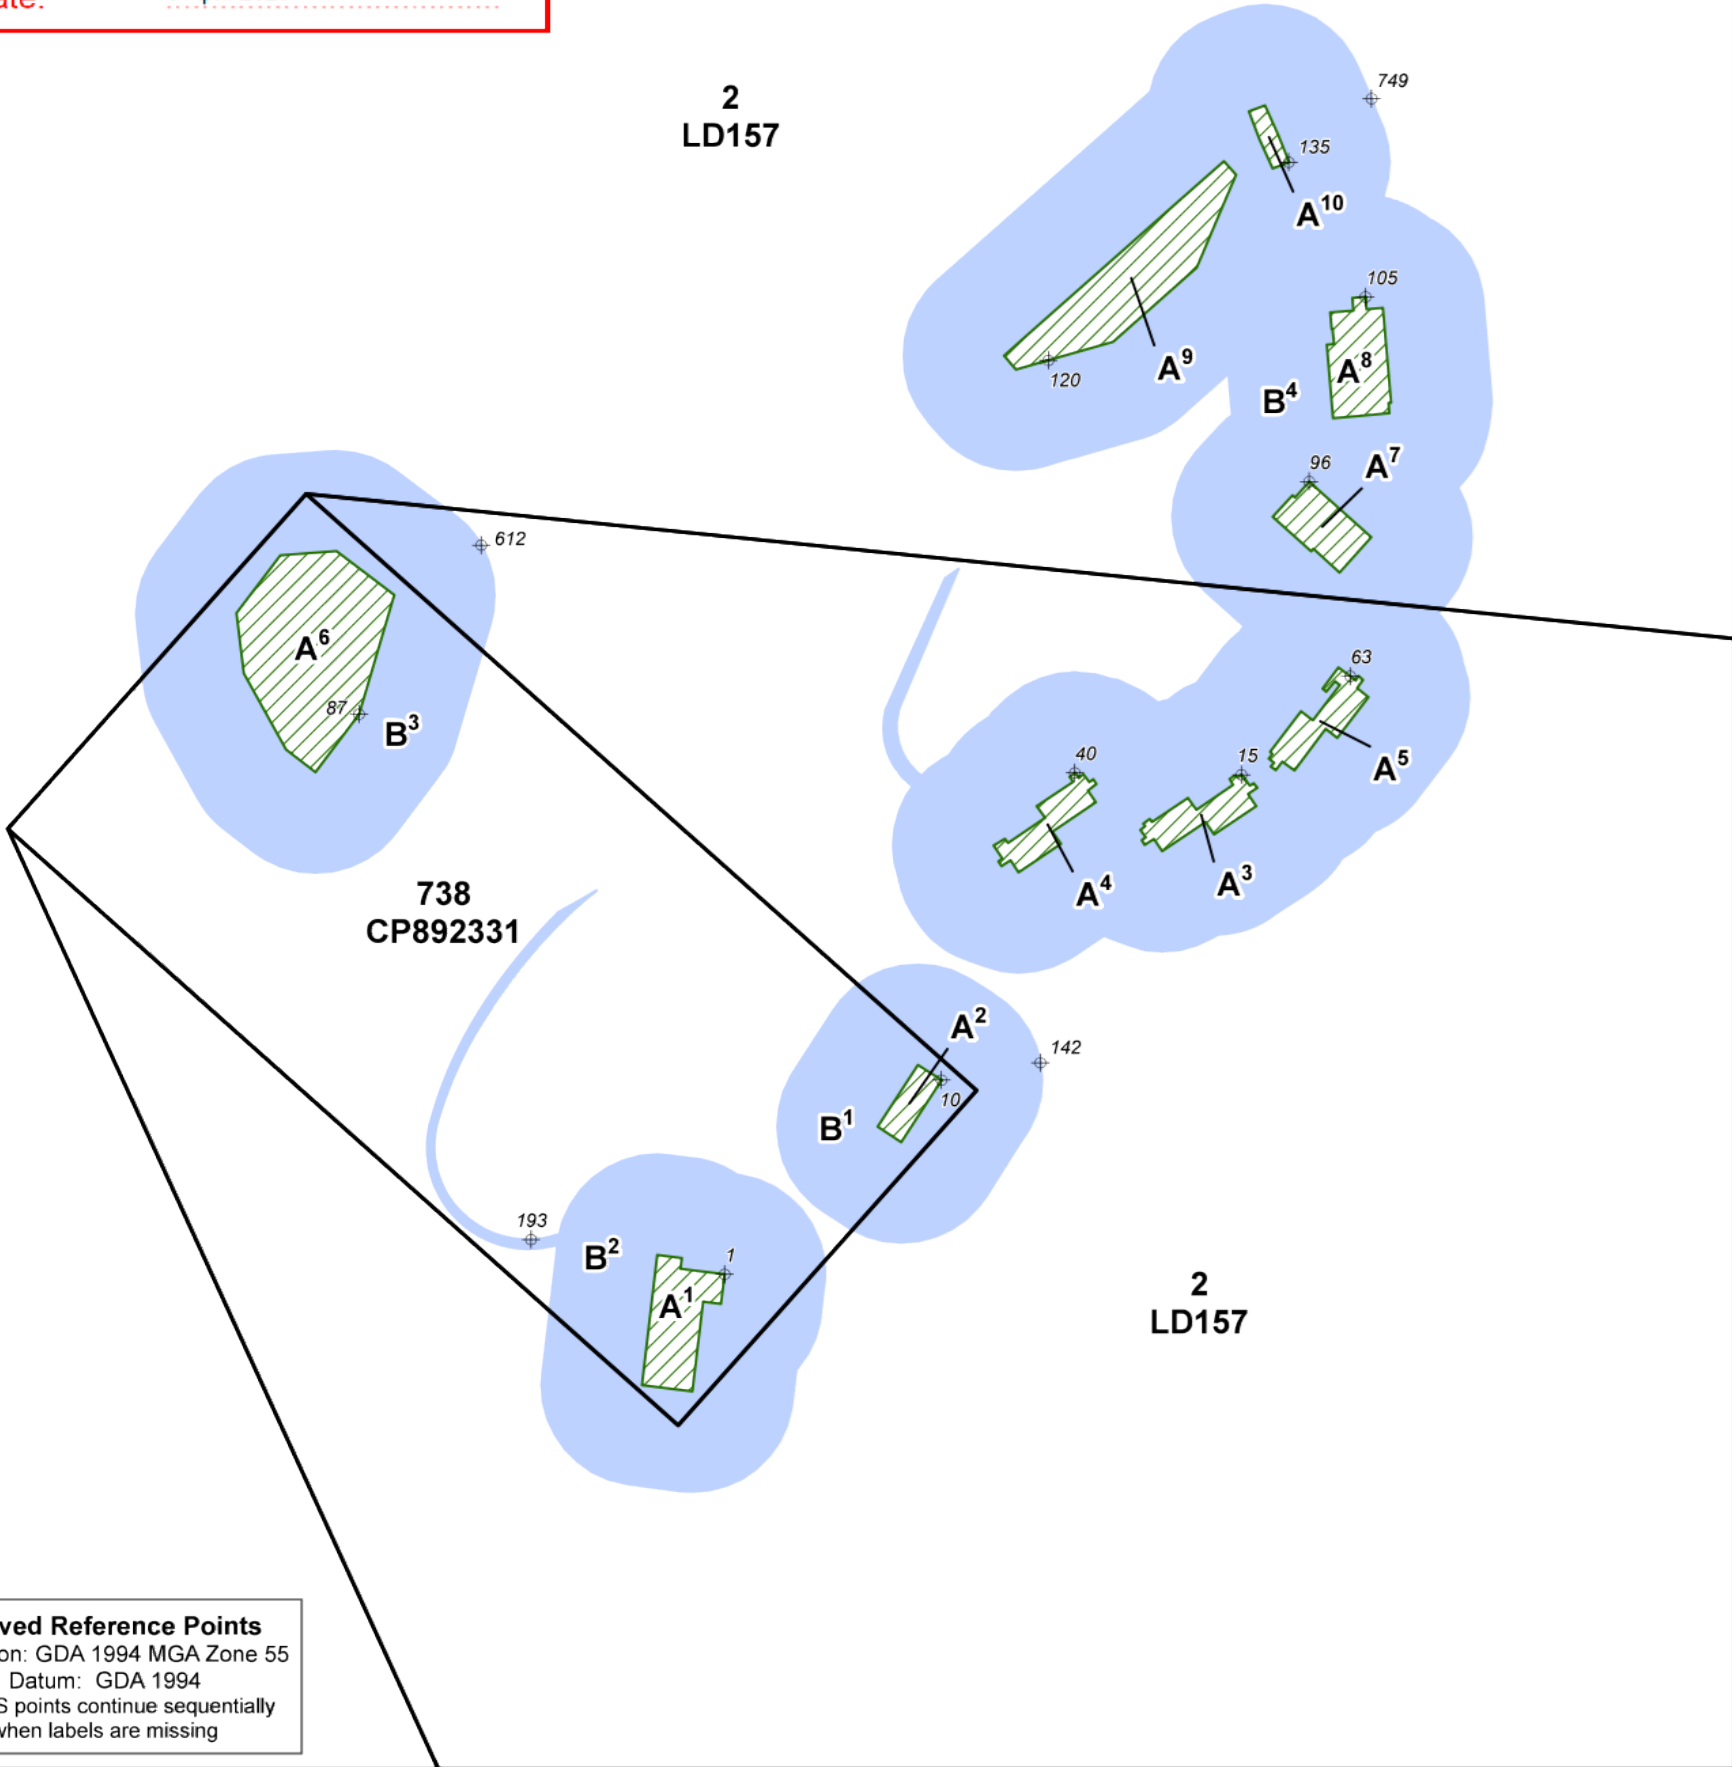 2
LD157
749
135
A10
105
A8
A9
120
B4
96
A7
612
A6
87
B3
63
A5
40
15
A4
A3
738
CP892331
A2
142
10
B1
193
B2
1
A1
2
LD157
ved Reference Points
on: GDA 1994 MGA Zone 55
Datum: GDA 1994
S points continue sequentially
when labels are missing